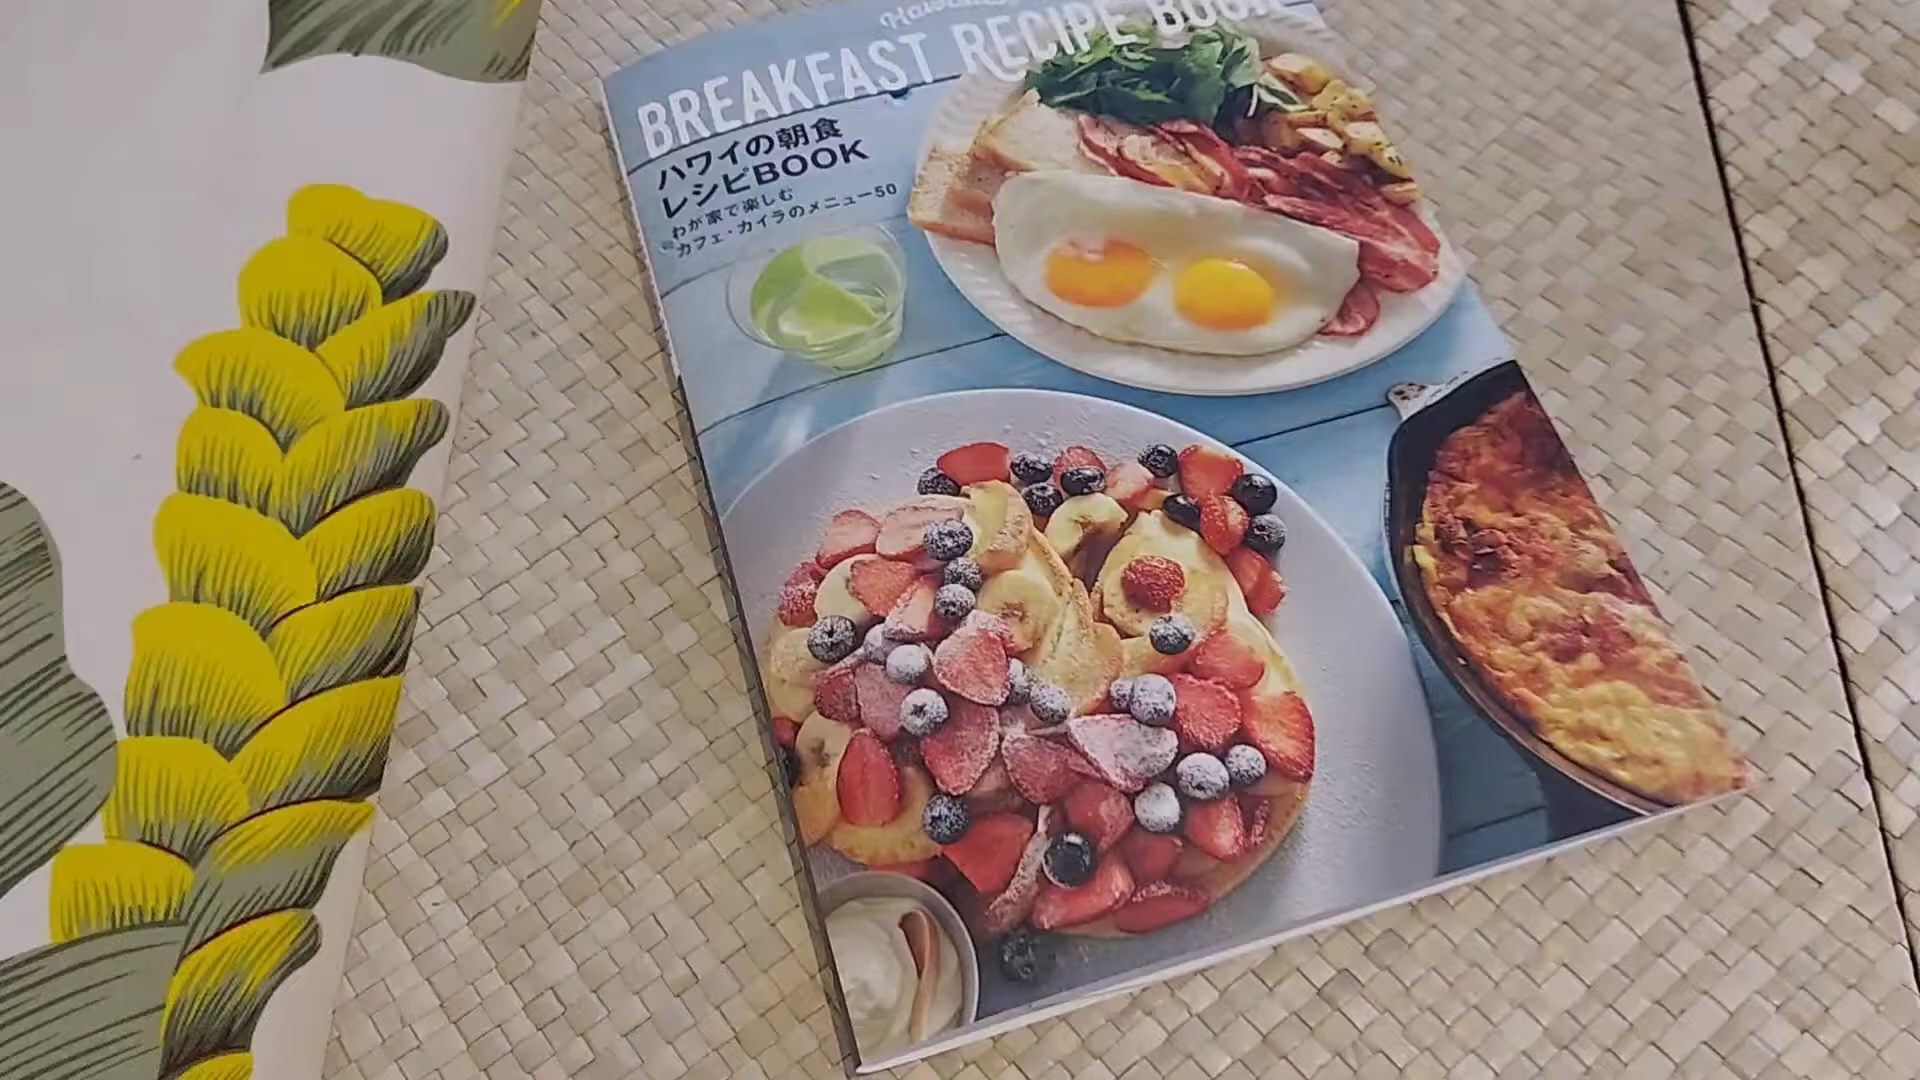 Hawaiian
BREAKFAST RECIPE BOOK
ハワイの朝食
レシピBOOK
わが家で楽しむ
カフェ・カイラのメニュー50